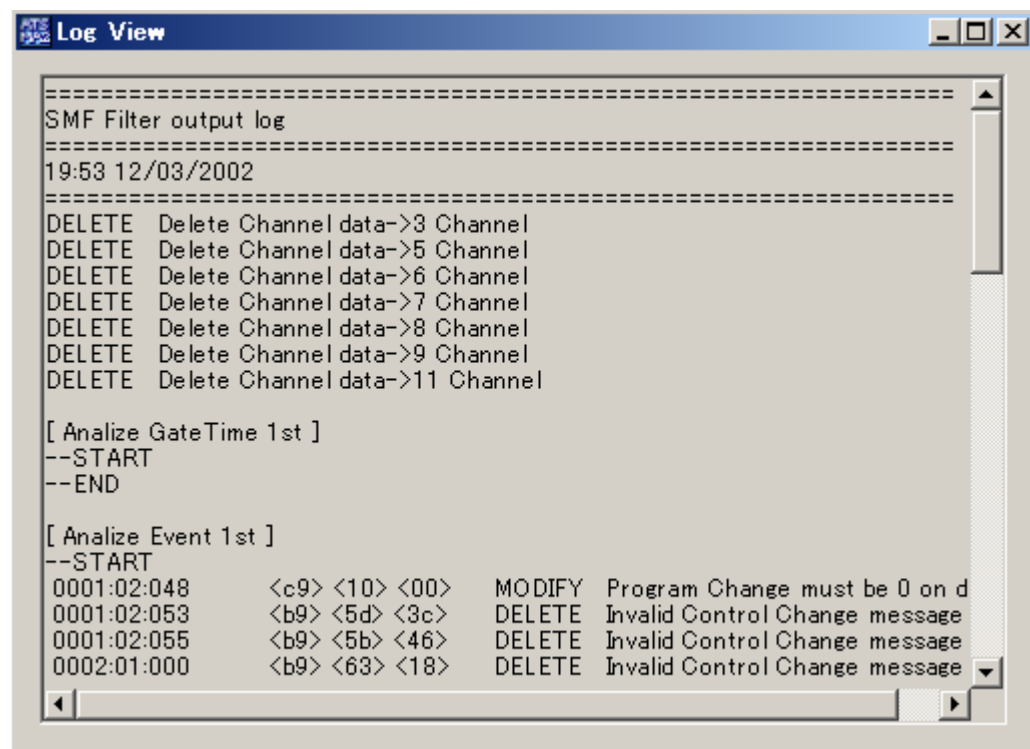 ATS
Log View
==================================================================
SMF Filter output log
==================================================================
19:53 12/03/2002
==================================================================
DELETE Delete Channel data->3 Channel
DELETE Delete Channel data->5 Channel
DELETE Delete Channel data->6 Channel
DELETE Delete Channel data->7 Channel
DELETE Delete Channel data->8 Channel
DELETE Delete Channel data->9 Channel
DELETE Delete Channel data->11 Channel
[ Analize GateTime 1st ]
--START
--END
[ Analize Event 1st ]
--START
0001:02:048 <c9> <10> <00> MODIFY Program Change must be 0 on d
0001:02:053 <b9> <5d> <3c> DELETE Invalid Control Change message
0001:02:055 <b9> <5b> <46> DELETE Invalid Control Change message
0002:01:000 <b9> <63> <18> DELETE Invalid Control Change message